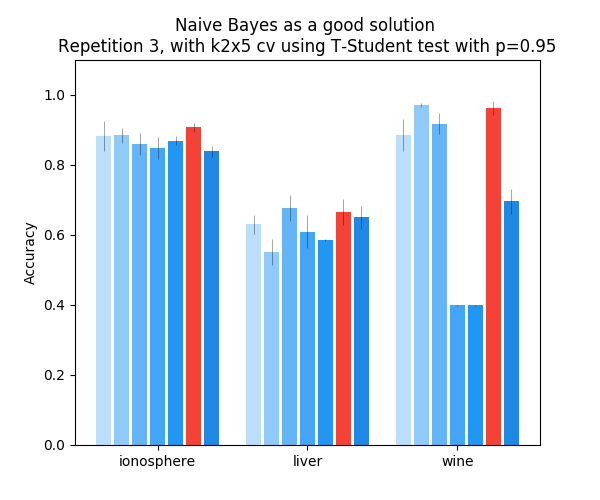 Naive Bayes as a good solution
Repetition 3, with k2x5 cv using T-Student test with p=0.95
1.0
0.8
0.6
0.4
0.2
0.0
Accuracy
ionosphere
liver
wine